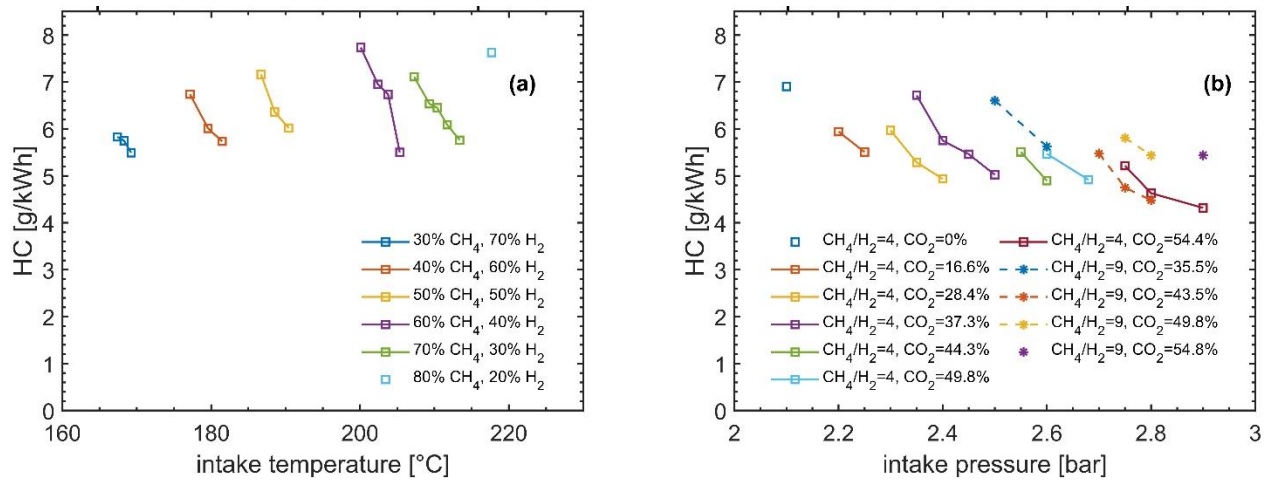 8
7
6
5
4
3
2
1
0
HC [g/kWh]
(a)
30% CH₄, 70% H₂
40% CH₄, 60% H₂
50% CH₄, 50% H₂
60% CH₄, 40% H₂
70% CH₄, 30% H₂
80% CH₄, 20% H₂
160 180 200 220
intake temperature [°C]
8
7
6
5
4
3
2
1
0
HC [g/kWh]
(b)
CH₄/H₂=4, CO₂=0%
CH₄/H₂=4, CO₂=16.6%
CH₄/H₂=4, CO₂=28.4%
CH₄/H₂=4, CO₂=37.3%
CH₄/H₂=4, CO₂=44.3%
CH₄/H₂=4, CO₂=49.8%
CH₄/H₂=4, CO₂=54.4%
CH₄/H₂=9, CO₂=35.5%
CH₄/H₂=9, CO₂=43.5%
CH₄/H₂=9, CO₂=49.8%
CH₄/H₂=9, CO₂=54.8%
2 2.2 2.4 2.6 2.8 3
intake pressure [bar]